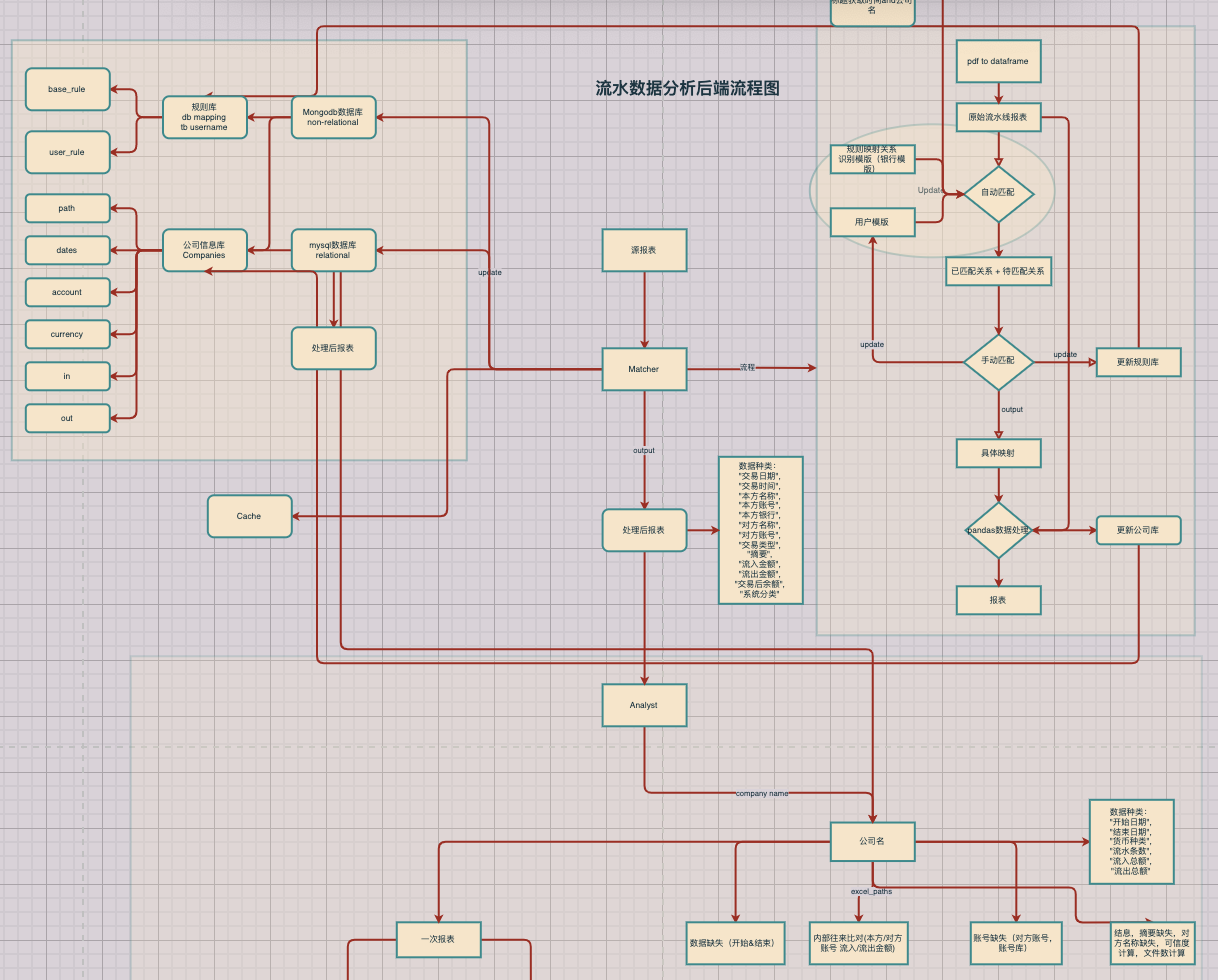 标题获取时间and公司
名
流水数据分析后端流程图
base_rule
user_rule
path
dates
account
currency
in
out
规则库
db mapping
tb username
Mongodb数据库
non-relational
公司信息库
Companies
mysql数据库
relational
处理后报表
update
Cache
源报表
Matcher
流程
output
处理后报表
数据种类：
"交易日期",
"交易时间",
"本方名称",
"本方账号",
"本方银行",
"对方名称",
"对方账号",
"交易类型",
"摘要",
"流入金额",
"流出金额",
"交易后余额",
"系统分类"
pdf to dataframe
原始流水线报表
规则映射关系
识别模版（银行模
版）
Update
自动匹配
用户模版
已匹配关系 + 待匹配关系
update
手动匹配
update
更新规则库
output
具体映射
pandas数据处理
更新公司库
报表
Analyst
company name
公司名
数据种类：
"开始日期",
"结束日期",
"货币种类",
"流水条数",
"流入总额",
"流出总额"
excel_paths
一次报表
数据缺失（开始&结束）
内部往来比对(本方/对方
账号 流入/流出金额)
账号缺失（对方账号，
账号库）
结息，摘要缺失，对
方名称缺失，可信度
计算，文件数计算